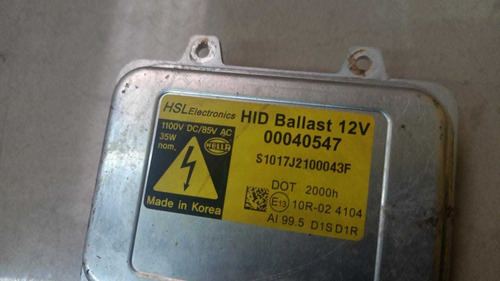 HSL Electronics
HID Ballast 12V
1100V DC/85V AC
35W
nom.
HELLA
00040547
S1017J2100043F
DOT 2000h
E13 10R-02 4104
AI 99.5 D1S D1R
Made in Korea